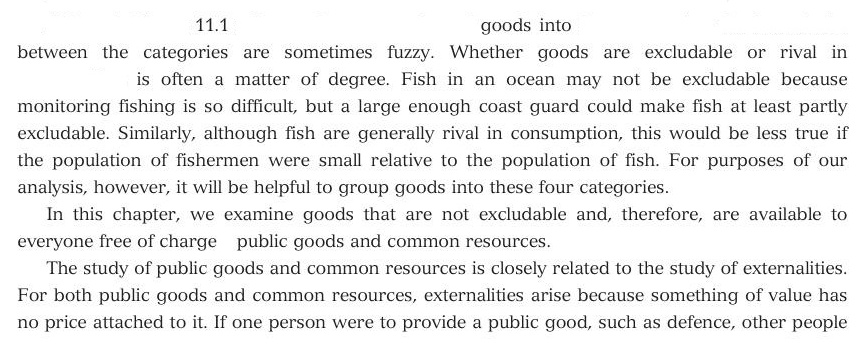 11.1 goods into
between the categories are sometimes fuzzy. Whether goods are excludable or rival in
is often a matter of degree. Fish in an ocean may not be excludable because
monitoring fishing is so difficult, but a large enough coast guard could make fish at least partly
excludable. Similarly, although fish are generally rival in consumption, this would be less true if
the population of fishermen were small relative to the population of fish. For purposes of our
analysis, however, it will be helpful to group goods into these four categories.
In this chapter, we examine goods that are not excludable and, therefore, are available to
everyone free of charge public goods and common resources.
The study of public goods and common resources is closely related to the study of externalities.
For both public goods and common resources, externalities arise because something of value has
no price attached to it. If one person were to provide a public good, such as defence, other people